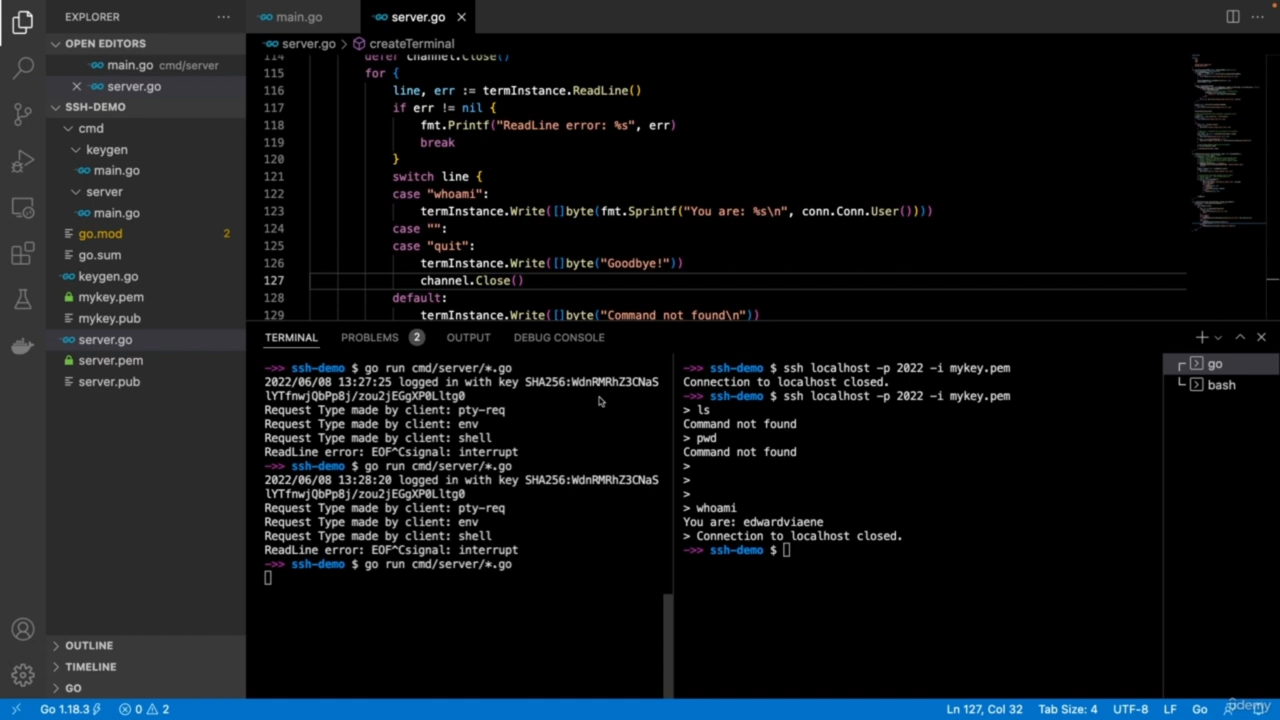 EXPLORER
main.go
server.go
OPEN EDITORS
main.go cmd/server
server.go
SSH-DEMO
cmd
keygen
main.go
server
main.go
go.mod 2
go.sum
keygen.go
mykey.pem
mykey.pub
server.go
server.pem
server.pub
OUTLINE
TIMELINE
GO
server.go > createTerminal
114 defer channel.Close()
115 for {
116 line, err := termInstance.ReadLine()
117 if err != nil {
118 fmt.Printf("ReadLine error: %s", err)
119 break
120 }
121 switch line {
122 case "whoami":
123 termInstance.Write([]byte(fmt.Sprintf("You are: %s\n", conn.Conn.User())))
124 case "":
125 case "quit":
126 termInstance.Write([]byte("Goodbye!"))
127 channel.Close()
128 default:
129 termInstance.Write([]byte("Command not found\n"))
TERMINAL PROBLEMS 2 OUTPUT DEBUG CONSOLE
->> ssh-demo $ go run cmd/server/*.go
2022/06/08 13:27:25 logged in with key SHA256:WdnRMRhZ3CNaS
lYTfnwjQbPp8j/zou2jEGgXP0Lltg0
Request Type made by client: pty-req
Request Type made by client: env
Request Type made by client: shell
ReadLine error: EOF^Csignal: interrupt
->> ssh-demo $ go run cmd/server/*.go
2022/06/08 13:28:20 logged in with key SHA256:WdnRMRhZ3CNaS
lYTfnwjQbPp8j/zou2jEGgXP0Lltg0
Request Type made by client: pty-req
Request Type made by client: env
Request Type made by client: shell
ReadLine error: EOF^Csignal: interrupt
->> ssh-demo $ go run cmd/server/*.go
->> ssh-demo $ ssh localhost -p 2022 -i mykey.pem
Connection to localhost closed.
->> ssh-demo $ ssh localhost -p 2022 -i mykey.pem
> ls
Command not found
> pwd
Command not found
>
>
>
> whoami
You are: edwardviaene
> Connection to localhost closed.
->> ssh-demo $
go
bash
Go 1.18.3 0 2
Ln 127, Col 32 Tab Size: 4 UTF-8 LF Go
udemy